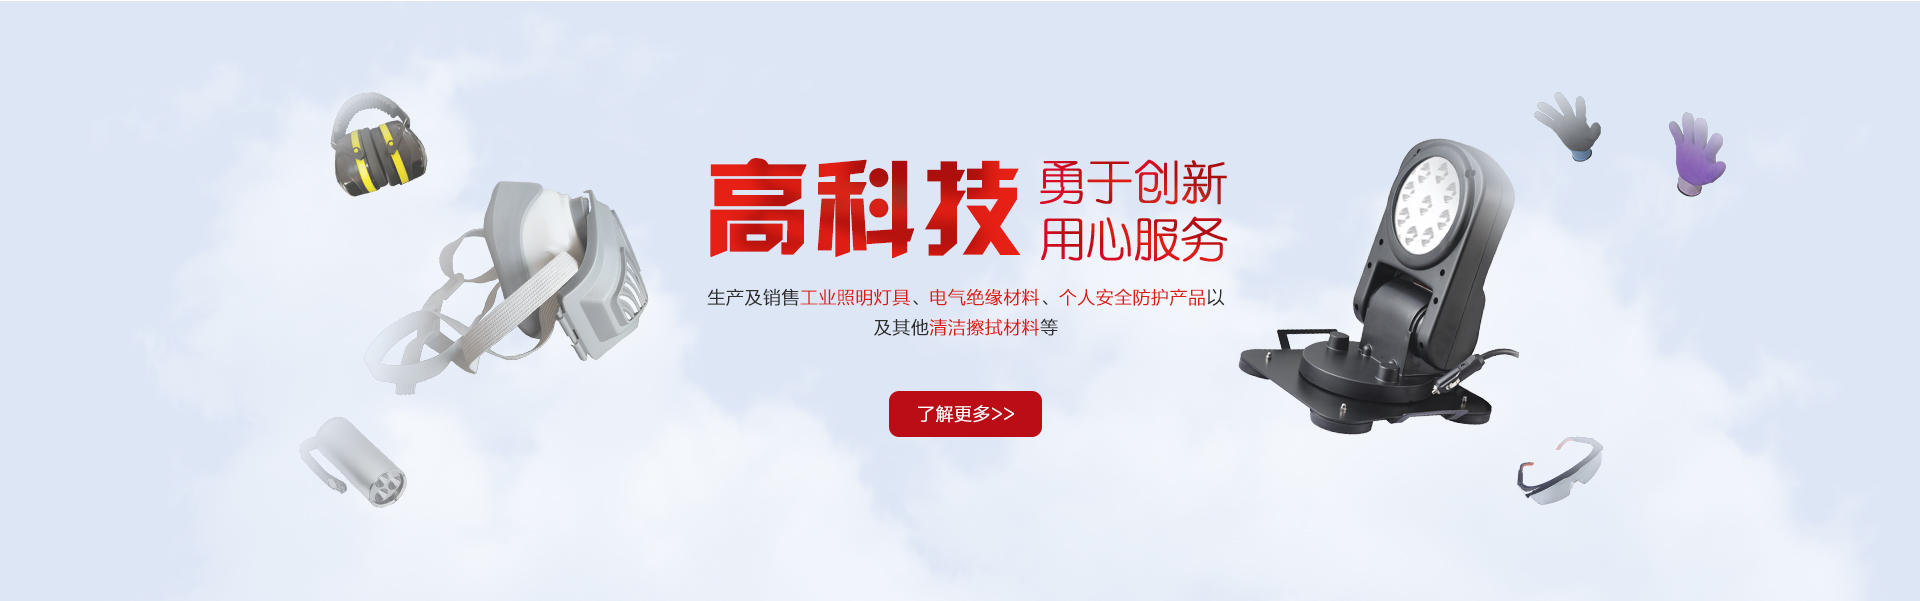 高科技
勇于创新
用心服务
生产及销售工业照明灯具、电气绝缘材料、个人安全防护产品以
及其他清洁擦拭材料等
了解更多>>